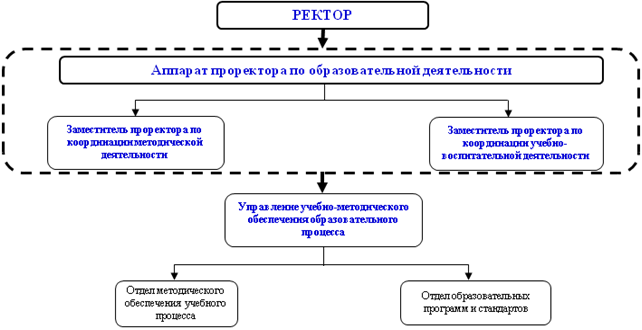 РЕКТОР
Аппарат проректора по образовательной деятельности
Заместитель проректора по
координации методической
деятельности
Заместитель проректора по
координации учебно-
воспитательной деятельности
Управление учебно-методического
обеспечения образовательного
процесса
Отдел методического
обеспечения учебного
процесса
Отдел образовательных
программ и стандартов